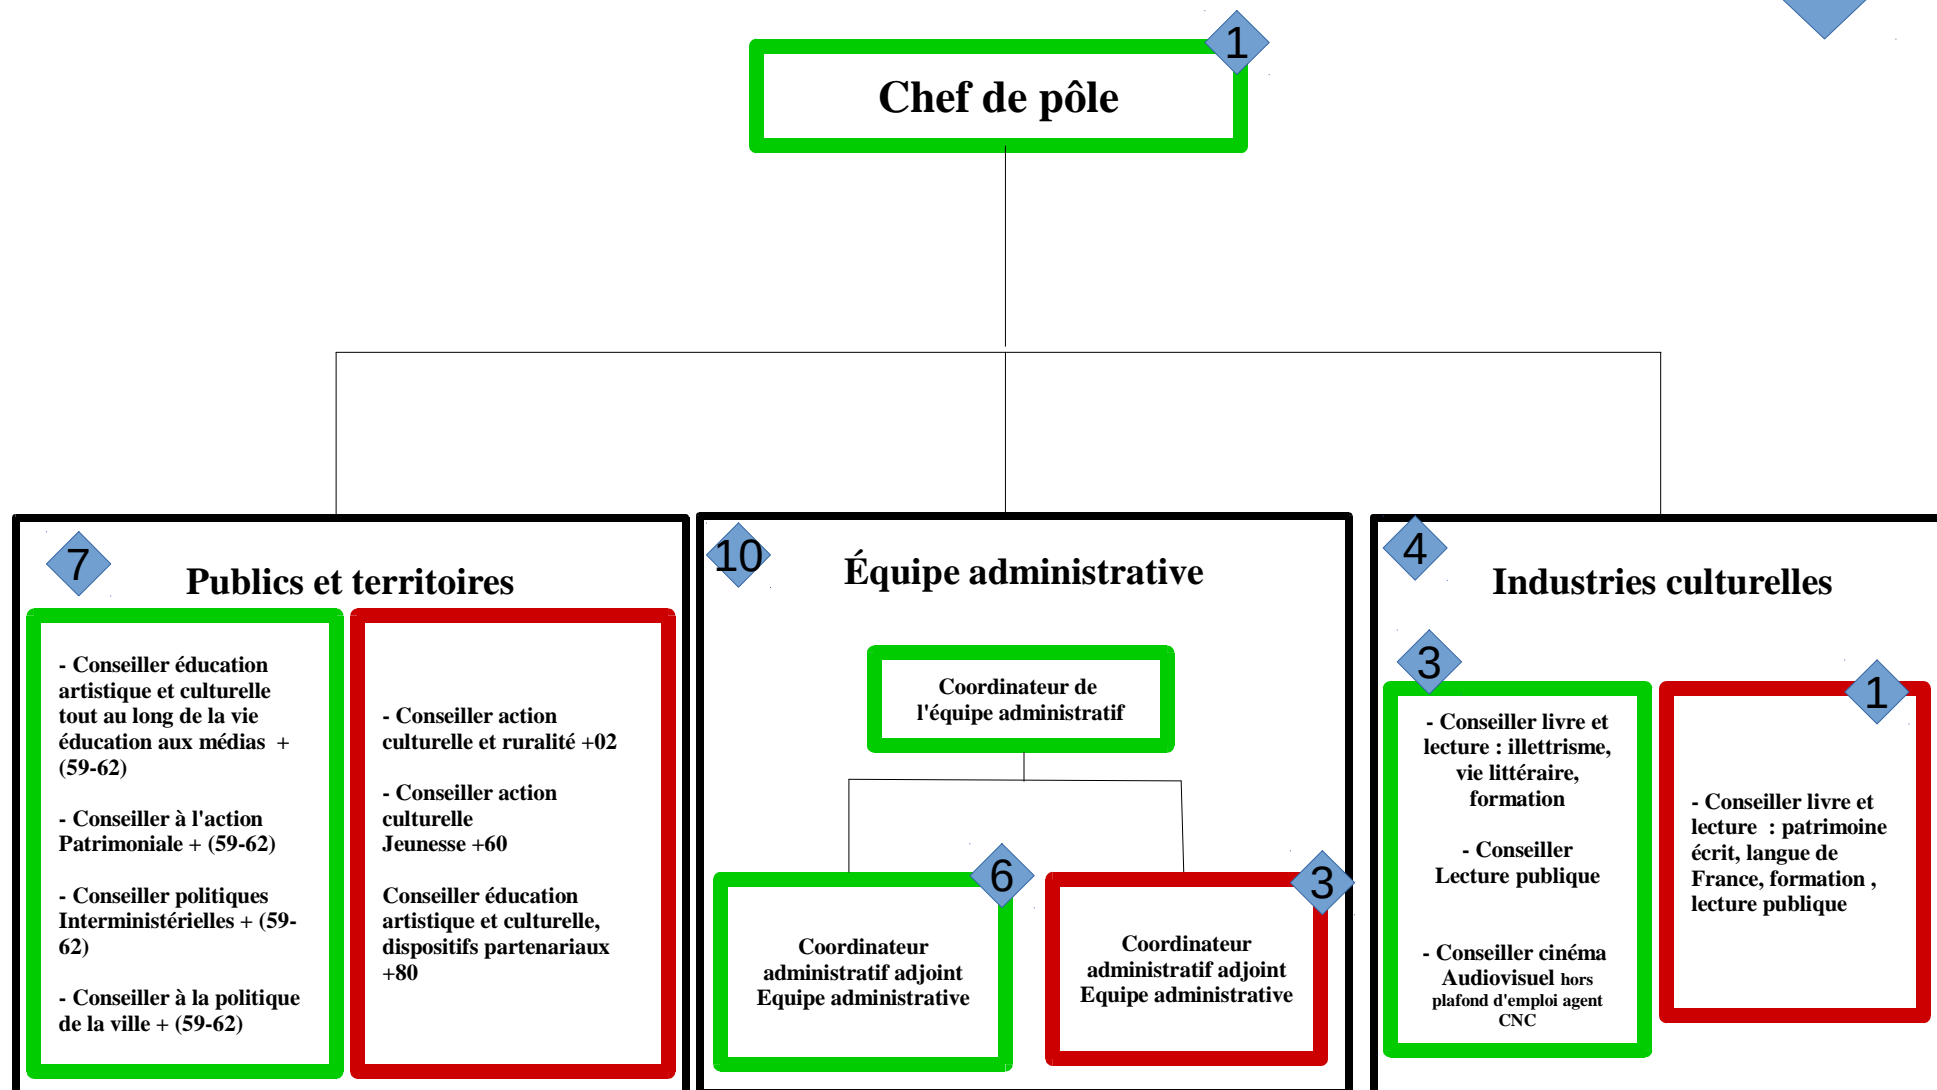 1
Chef de pôle
7
Publics et territoires
- Conseiller éducation
artistique et culturelle
tout au long de la vie
éducation aux médias  +
(59-62)
- Conseiller à l'action
Patrimoniale + (59-62)
- Conseiller politiques
Interministérielles + (59-
62)
- Conseiller à la politique
de la ville + (59-62)
- Conseiller action
culturelle et ruralité +02
- Conseiller action
culturelle
Jeunesse +60
Conseiller éducation
artistique et culturelle,
dispositifs partenariaux
+80
10
Équipe administrative
Coordinateur de
l'équipe administratif
6
Coordinateur
administratif adjoint
Equipe administrative
3
Coordinateur
administratif adjoint
Equipe administrative
4
Industries culturelles
3
- Conseiller livre et
lecture : illettrisme,
vie littéraire,
formation
- Conseiller
Lecture publique
- Conseiller cinéma
Audiovisuel hors
plafond d'emploi agent
CNC
1
- Conseiller livre et
lecture  : patrimoine
écrit, langue de
France, formation ,
lecture publique